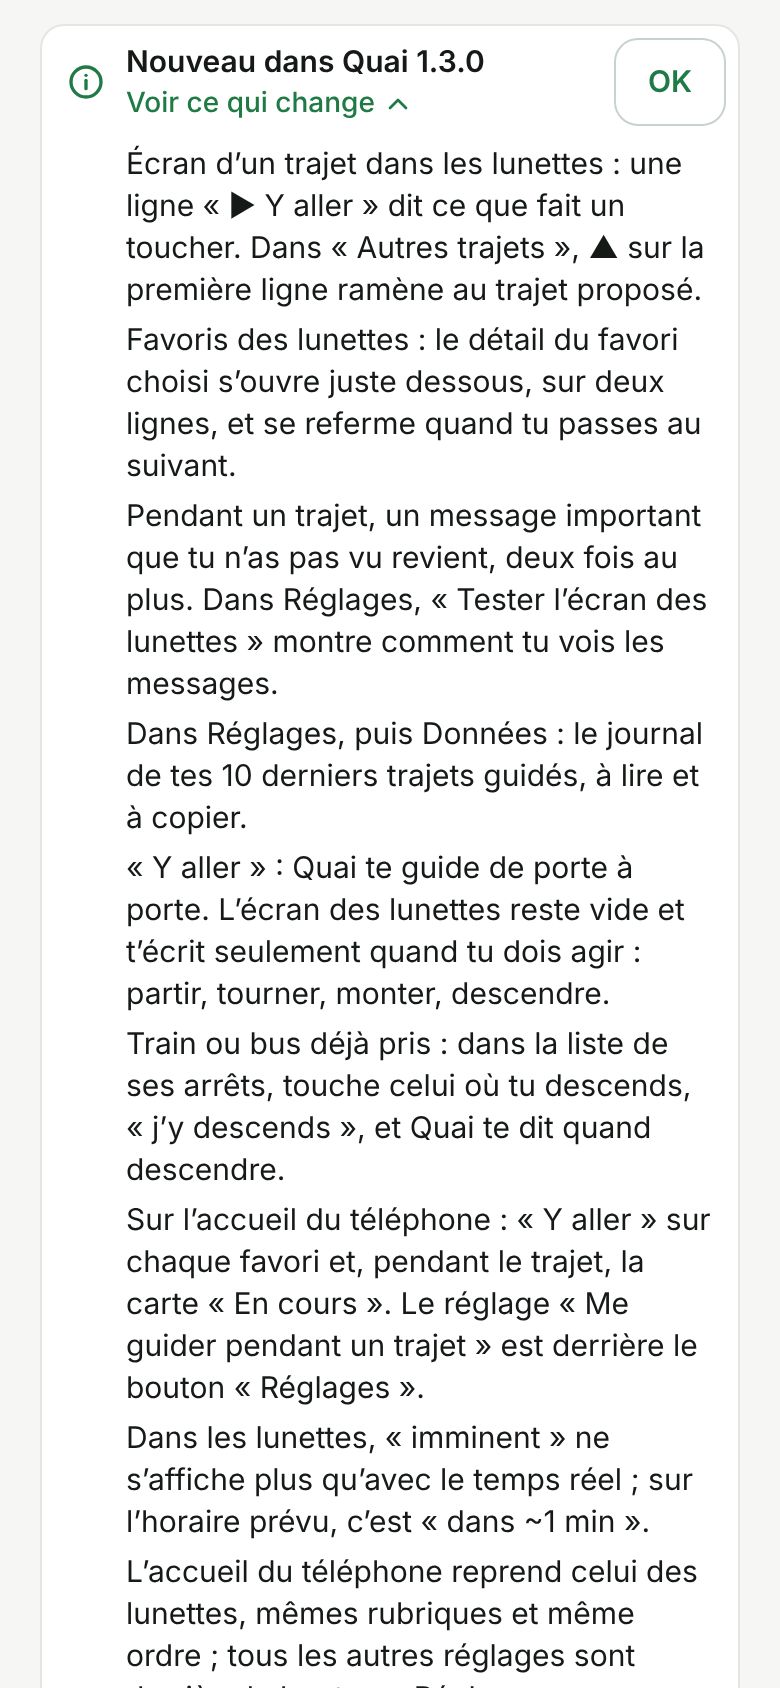 Nouveau dans Quai 1.3.0
Voir ce qui change
OK
Écran d’un trajet dans les lunettes : une
ligne « ▶ Y aller » dit ce que fait un
toucher. Dans « Autres trajets », ▲ sur la
première ligne ramène au trajet proposé.
Favoris des lunettes : le détail du favori
choisi s’ouvre juste dessous, sur deux
lignes, et se referme quand tu passes au
suivant.
Pendant un trajet, un message important
que tu n’as pas vu revient, deux fois au
plus. Dans Réglages, « Tester l’écran des
lunettes » montre comment tu vois les
messages.
Dans Réglages, puis Données : le journal
de tes 10 derniers trajets guidés, à lire et
à copier.
« Y aller » : Quai te guide de porte à
porte. L’écran des lunettes reste vide et
t’écrit seulement quand tu dois agir :
partir, tourner, monter, descendre.
Train ou bus déjà pris : dans la liste de
ses arrêts, touche celui où tu descends,
« j’y descends », et Quai te dit quand
descendre.
Sur l’accueil du téléphone : « Y aller » sur
chaque favori et, pendant le trajet, la
carte « En cours ». Le réglage « Me
guider pendant un trajet » est derrière le
bouton « Réglages ».
Dans les lunettes, « imminent » ne
s’affiche plus qu’avec le temps réel ; sur
l’horaire prévu, c’est « dans ~1 min ».
L’accueil du téléphone reprend celui des
lunettes, mêmes rubriques et même
ordre ; tous les autres réglages sont